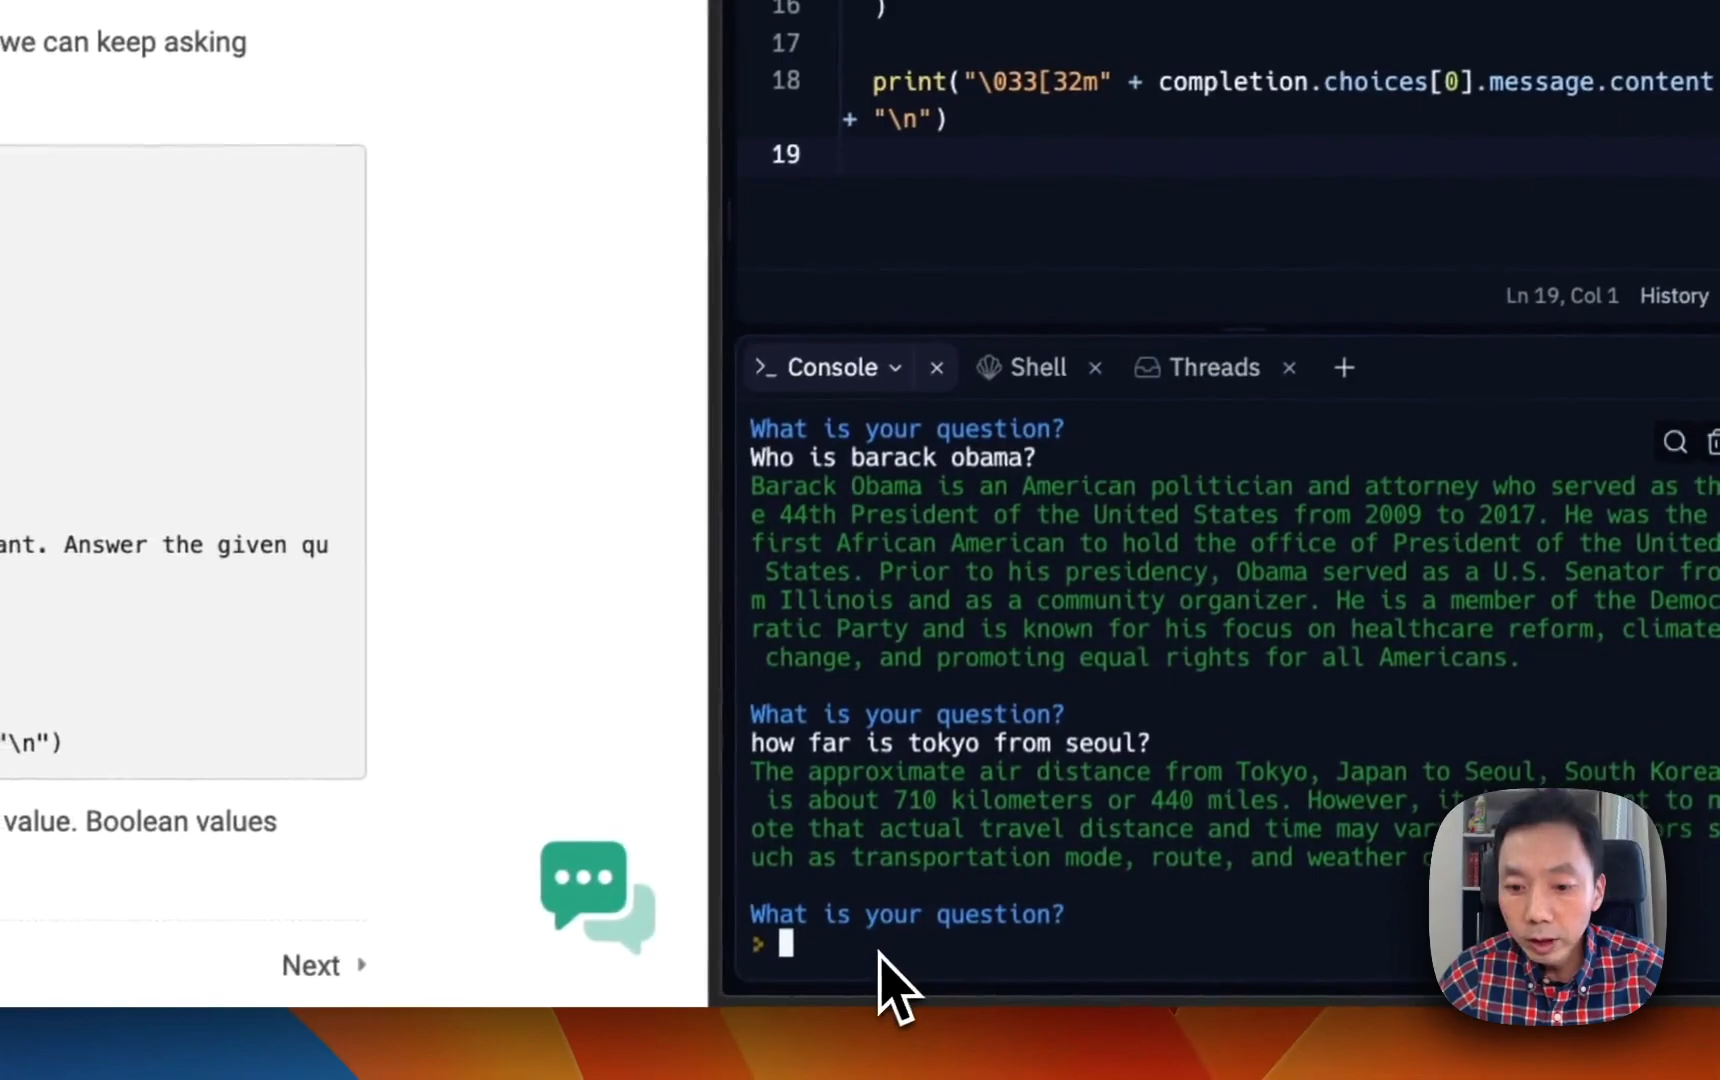 we can keep asking
ant. Answer the given qu
"\n")
value. Boolean values
Next
16 )
17
18 print("\033[32m" + completion.choices[0].message.content
+ "\n")
19
Ln 19, Col 1 History
>_ Console × Shell × Threads × +
What is your question?
Who is barack obama?
Barack Obama is an American politician and attorney who served as th
e 44th President of the United States from 2009 to 2017. He was the
first African American to hold the office of President of the United
States. Prior to his presidency, Obama served as a U.S. Senator fro
m Illinois and as a community organizer. He is a member of the Democ
ratic Party and is known for his focus on healthcare reform, climate
change, and promoting equal rights for all Americans.
What is your question?
how far is tokyo from seoul?
The approximate air distance from Tokyo, Japan to Seoul, South Korea
is about 710 kilometers or 440 miles. However, to n
ote that actual travel distance and time may s
uch as transportation mode, route, and weather
What is your question?
>